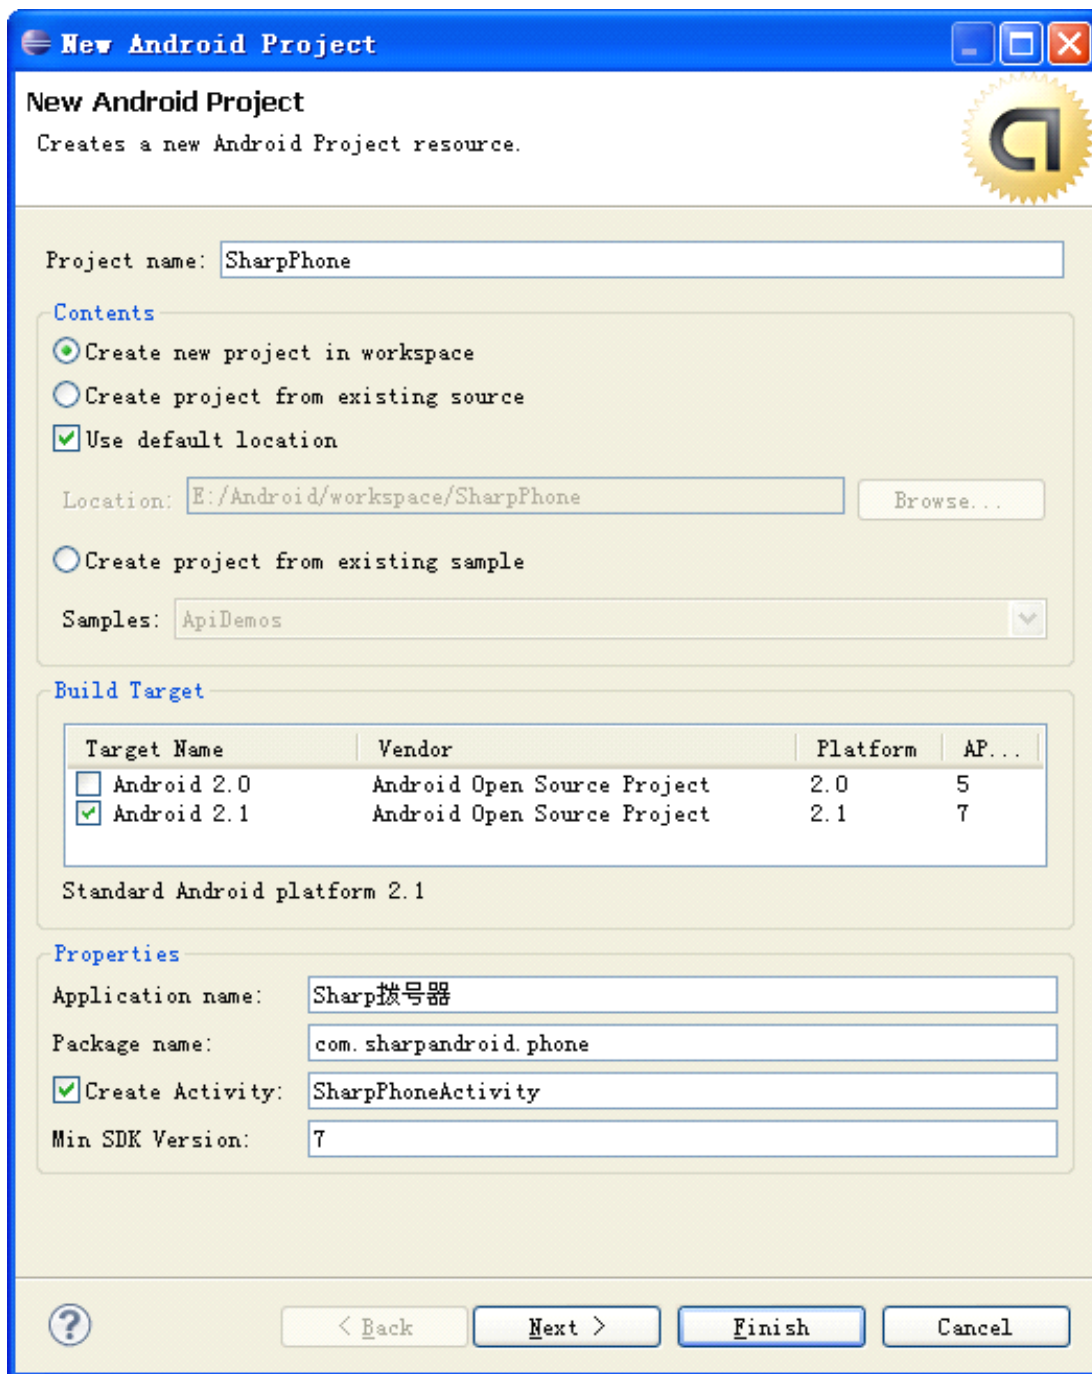 New Android Project
New Android Project
Creates a new Android Project resource.
Project name: SharpPhone
Contents
Create new project in workspace
Create project from existing source
Use default location
Location: E:/Android/workspace/SharpPhone Browse...
Create project from existing sample
Samples: ApiDemos
Build Target
Target Name Vendor Platform AP...
Android 2.0 Android Open Source Project 2.0 5
Android 2.1 Android Open Source Project 2.1 7
Standard Android platform 2.1
Properties
Application name: Sharp拨号器
Package name: com.sharpandroid.phone
Create Activity: SharpPhoneActivity
Min SDK Version: 7
? < Back Next > Finish Cancel